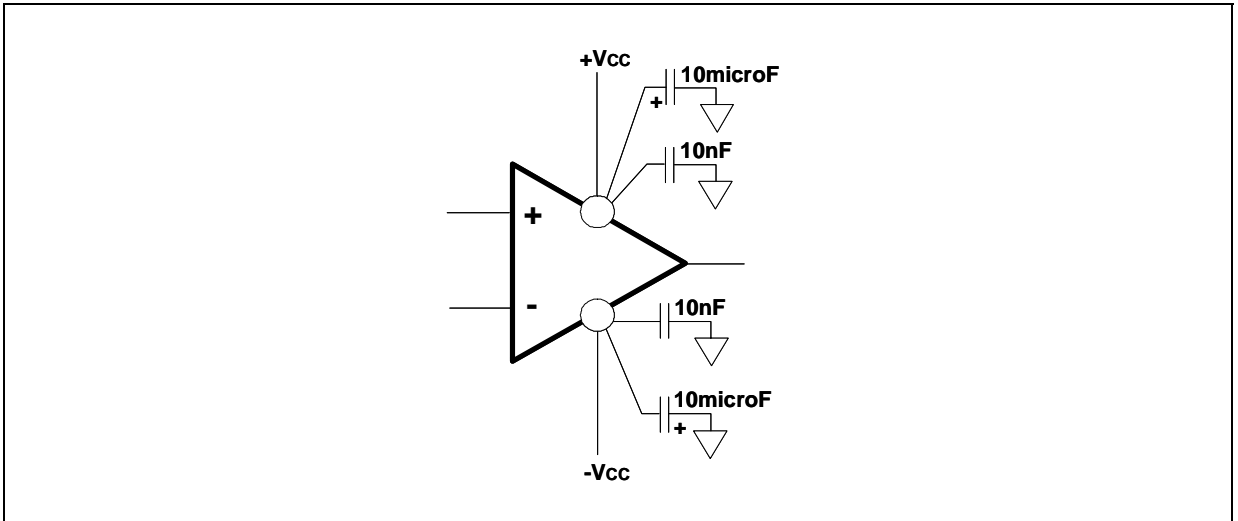 +VCC
10microF
+
10nF
+
-
10nF
10microF
+
-VCC